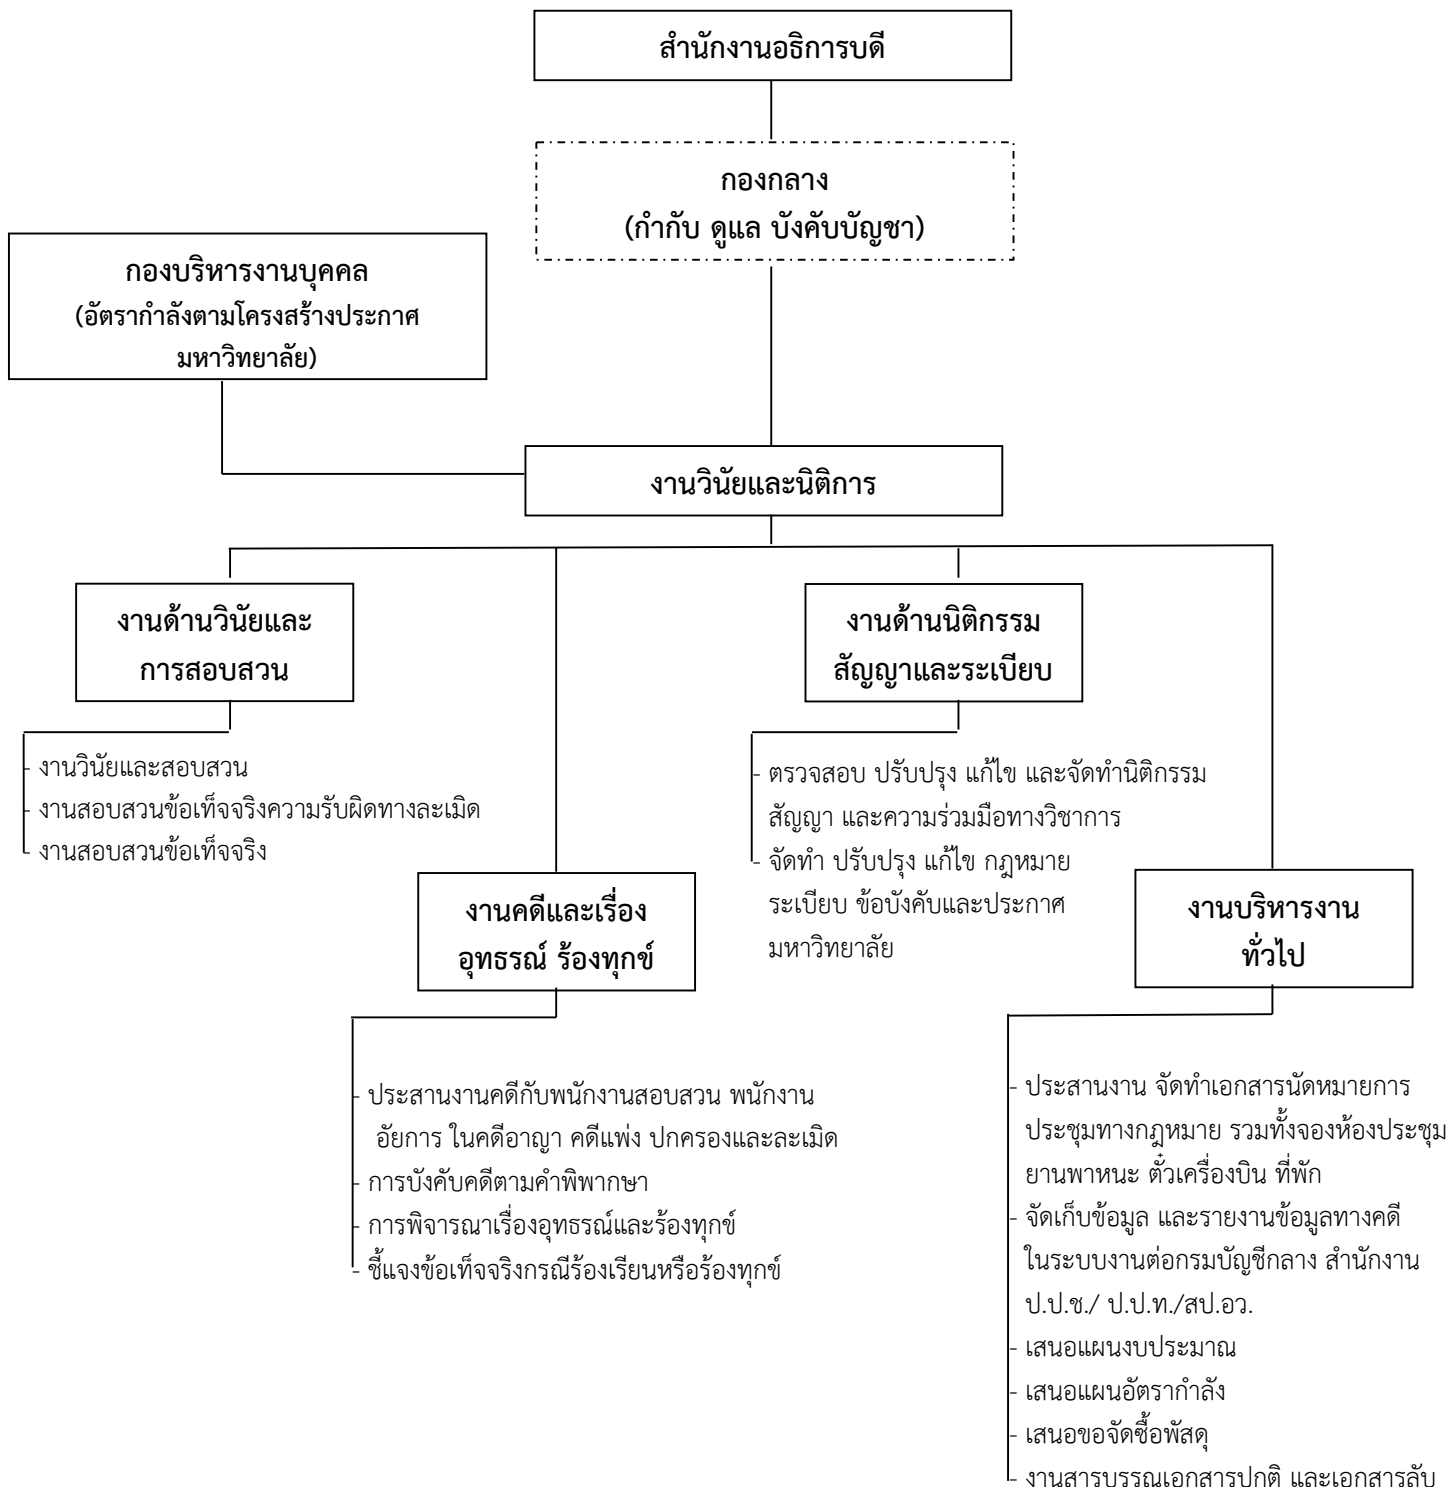 สำนักงานอธิการบดี
กองกลาง
(กำกับ ดูแล บังคับบัญชา)
กองบริหารงานบุคคล
(อัตรากำลังตามโครงสร้างประกาศ
มหาวิทยาลัย)
งานวินัยและนิติการ
งานด้านวินัยและ
การสอบสวน
- งานวินัยและสอบสวน
- งานสอบสวนข้อเท็จจริงความรับผิดทางละเมิด
- งานสอบสวนข้อเท็จจริง
งานคดีและเรื่อง
อุทธรณ์ ร้องทุกข์
- ประสานงานคดีกับพนักงานสอบสวน พนักงาน
อัยการ ในคดีอาญา คดีแพ่ง ปกครองและละเมิด
- การบังคับคดีตามคำพิพากษา
- การพิจารณาเรื่องอุทธรณ์และร้องทุกข์
- ชี้แจงข้อเท็จจริงกรณีร้องเรียนหรือร้องทุกข์
งานด้านนิติกรรม
สัญญาและระเบียบ
- ตรวจสอบ ปรับปรุง แก้ไข และจัดทำนิติกรรม
สัญญา และความร่วมมือทางวิชาการ
- จัดทำ ปรับปรุง แก้ไข กฎหมาย
ระเบียบ ข้อบังคับและประกาศ
มหาวิทยาลัย
งานบริหารงาน
ทั่วไป
- ประสานงาน จัดทำเอกสารนัดหมายการ
ประชุมทางกฎหมาย รวมทั้งจองห้องประชุม
ยานพาหนะ ตั๋วเครื่องบิน ที่พัก
- จัดเก็บข้อมูล และรายงานข้อมูลทางคดี
ในระบบงานต่อกรมบัญชีกลาง สำนักงาน
ป.ป.ช./ ป.ป.ท./สป.อว.
- เสนอแผนงบประมาณ
- เสนอแผนอัตรากำลัง
- เสนอขอจัดซื้อพัสดุ
- งานสารบรรณเอกสารปกติ และเอกสารลับ